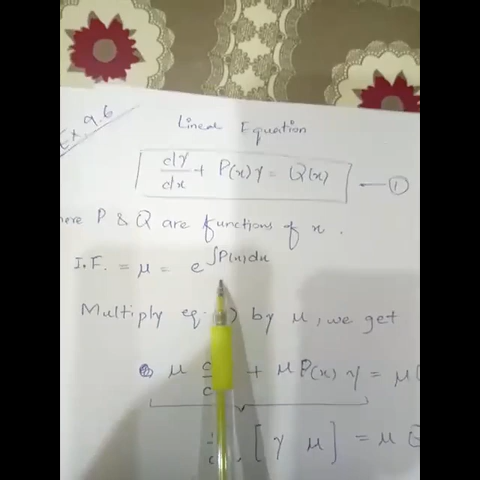 Ex 9.6
Linear Equation
dy/dx + P(x)y = Q(x) —①
here P & Q are functions of x.
I.F. = μ = e^∫P(x)dx
Multiply eq. ) by μ, we get
μ d + μ P(x) y = μ
[ y μ ] = μ Q